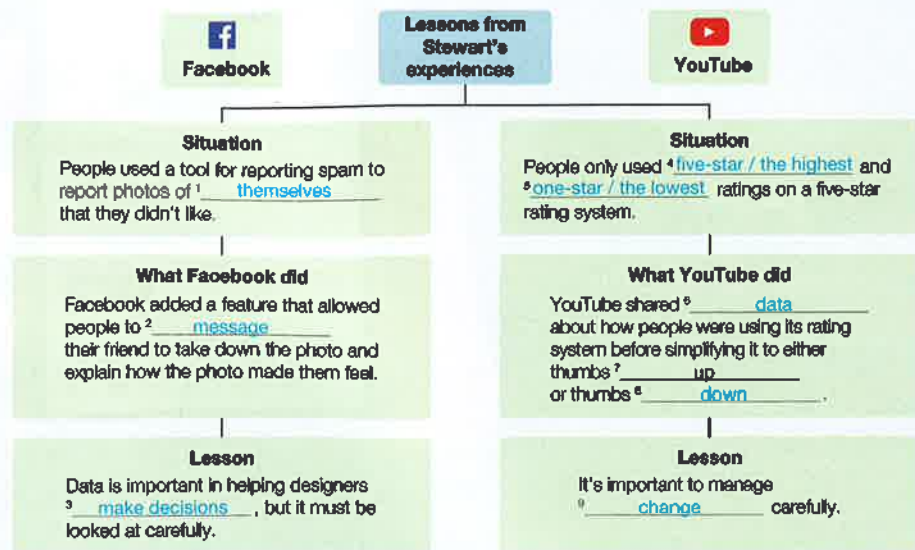 Facebook
Lessons from
Stewart's
experiences
YouTube
Situation
People used a tool for reporting spam to
report photos of ¹ themselves
that they didn't like.
What Facebook did
Facebook added a feature that allowed
people to ² message
their friend to take down the photo and
explain how the photo made them feel.
Lesson
Data is important in helping designers
³ make decisions , but it must be
looked at carefully.
Situation
People only used ⁴ five-star / the highest and
⁵ one-star / the lowest ratings on a five-star
rating system.
What YouTube did
YouTube shared ⁶ data
about how people were using its rating
system before simplifying it to either
thumbs ⁷ up
or thumbs ⁸ down .
Lesson
It's important to manage
⁹ change carefully.